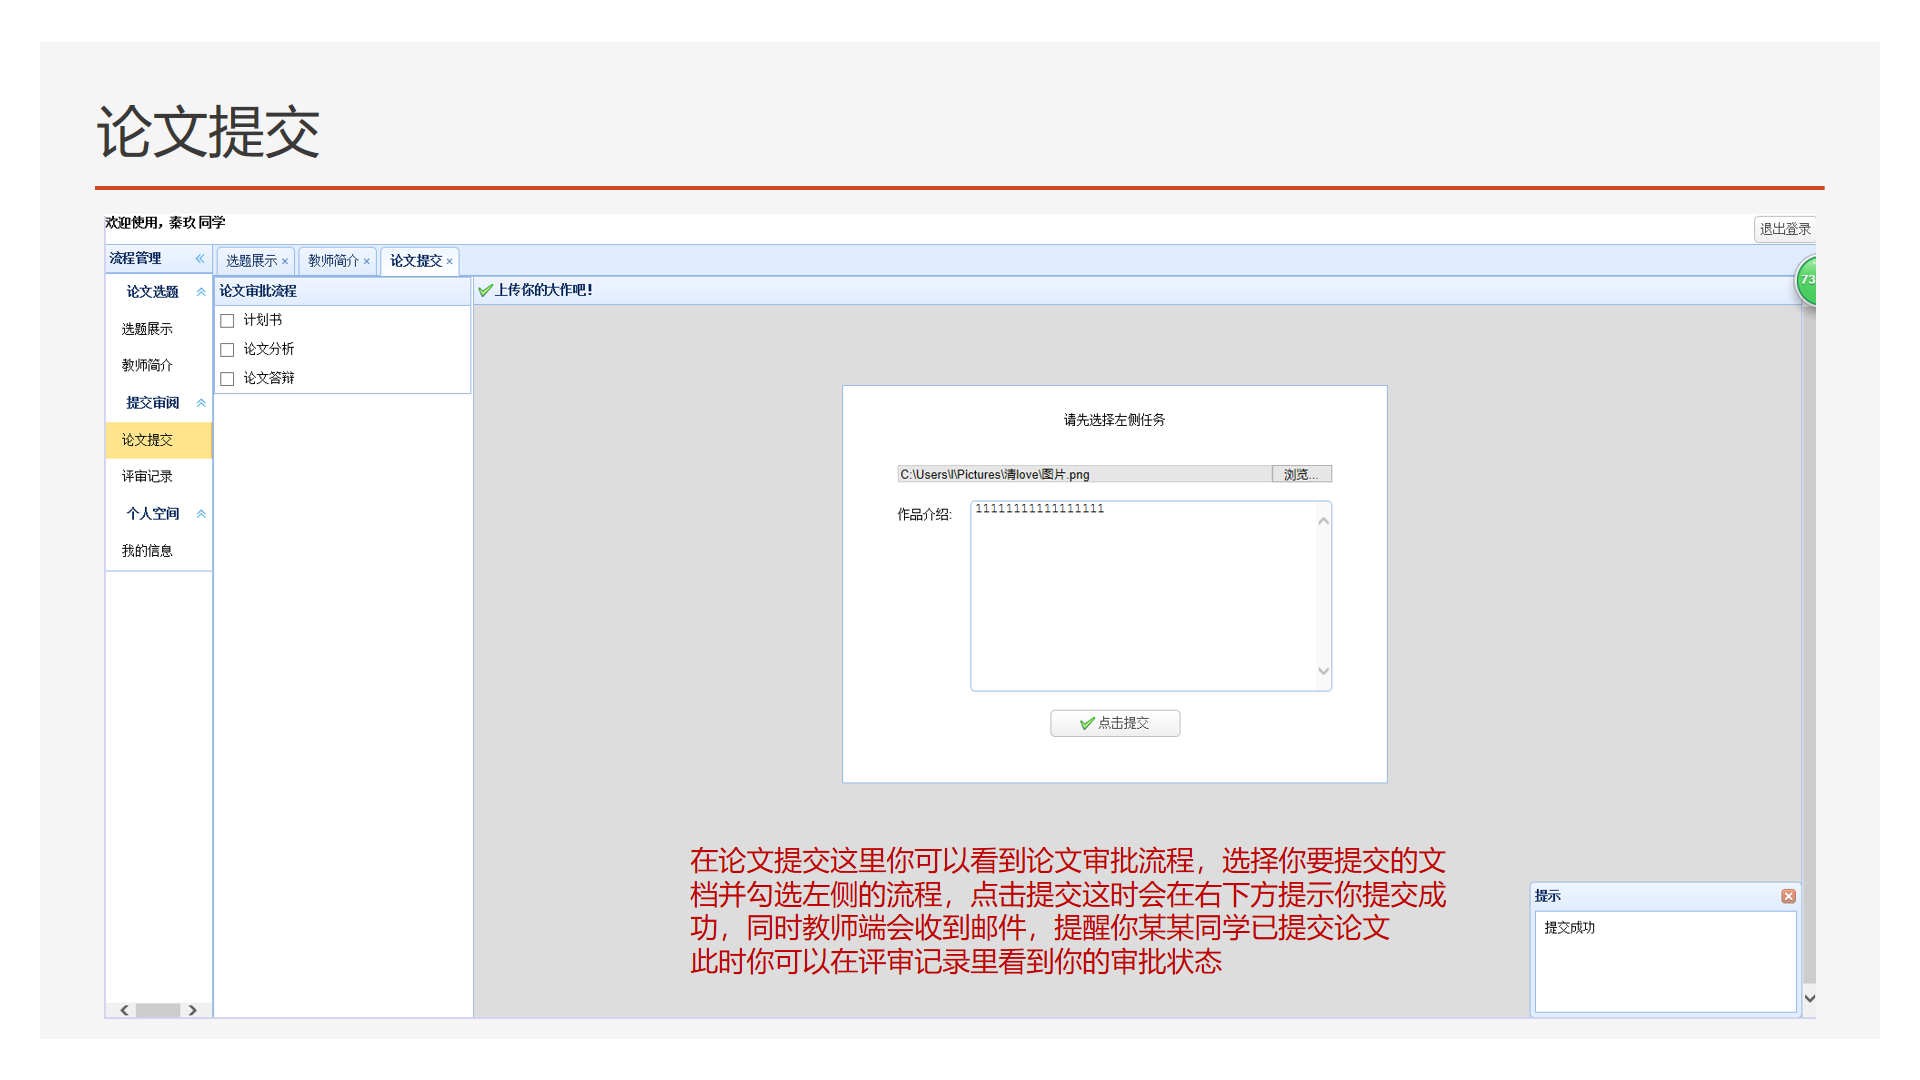 论文提交
欢迎使用，秦玖 同学
退出登录
流程管理
选题展示
教师简介
论文提交
73
论文选题
论文审批流程
上传你的大作吧！
选题展示
计划书
教师简介
论文分析
提交审阅
论文答辩
论文提交
评审记录
个人空间
我的信息
请先选择左侧任务
C:\Users\l\Pictures\清love\图片.png
浏览...
作品介绍:
11111111111111111
点击提交
在论文提交这里你可以看到论文审批流程，选择你要提交的文
档并勾选左侧的流程，点击提交这时会在右下方提示你提交成
功，同时教师端会收到邮件，提醒你某某同学已提交论文
此时你可以在评审记录里看到你的审批状态
提示
提交成功